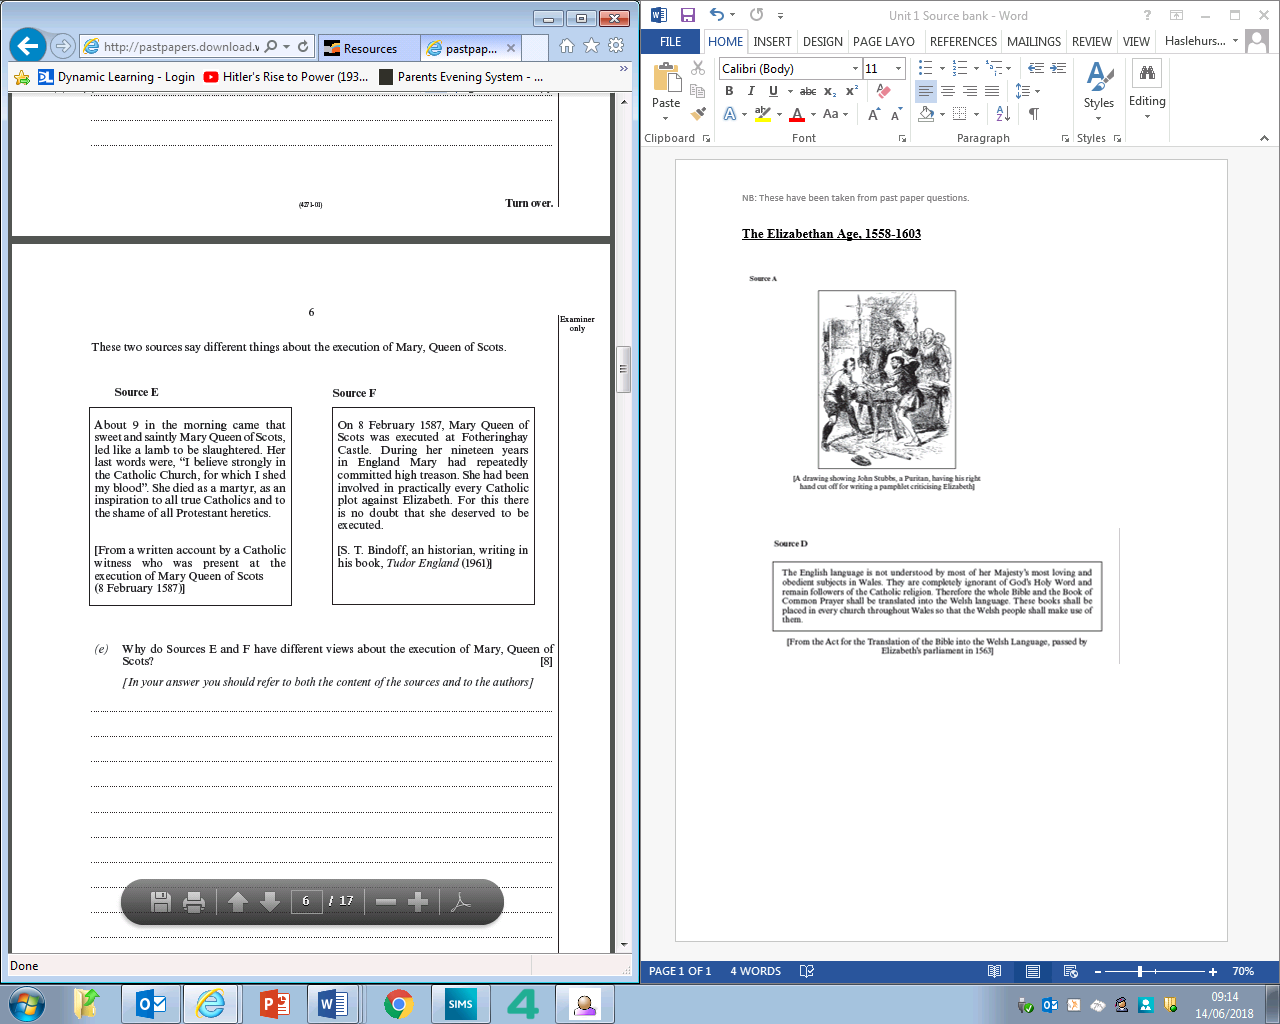 http://pastpapers.download.v
Resources
pastpap...
Dynamic Learning - Login
Hitler's Rise to Power (193...
Parents Evening System - ...
(4271-01)
Turn over.
6
Examiner
only
These two sources say different things about the execution of Mary, Queen of Scots.
Source E
About 9 in the morning came that
sweet and saintly Mary Queen of Scots,
led like a lamb to be slaughtered. Her
last words were, “I believe strongly in
the Catholic Church, for which I shed
my blood”. She died as a martyr, as an
inspiration to all true Catholics and to
the shame of all Protestant heretics.
[From a written account by a Catholic
witness who was present at the
execution of Mary Queen of Scots
(8 February 1587)]
Source F
On 8 February 1587, Mary Queen of
Scots was executed at Fotheringhay
Castle. During her nineteen years
in England Mary had repeatedly
committed high treason. She had been
involved in practically every Catholic
plot against Elizabeth. For this there
is no doubt that she deserved to be
executed.
[S. T. Bindoff, an historian, writing in
his book, Tudor England (1961)]
(e) Why do Sources E and F have different views about the execution of Mary, Queen of
Scots? [8]
[In your answer you should refer to both the content of the sources and to the authors]
6 / 17
Done
Unit 1 Source bank - Word
FILE HOME INSERT DESIGN PAGE LAYO REFERENCES MAILINGS REVIEW VIEW Haslehurs...
Calibri (Body) 11
Paste
B I U abc x₂ x²
A ab A Aa A A
Styles
Editing
Clipboard Font Paragraph Styles
NB: These have been taken from past paper questions.
The Elizabethan Age, 1558-1603
Source A
[A drawing showing John Stubbs, a Puritan, having his right
hand cut off for writing a pamphlet criticising Elizabeth]
Source D
The English language is not understood by most of her Majesty's most loving and
obedient subjects in Wales. They are completely ignorant of God's Holy Word and
remain followers of the Catholic religion. Therefore the whole Bible and the Book of
Common Prayer shall be translated into the Welsh language. These books shall be
placed in every church throughout Wales so that the Welsh people shall make use of
them.
[From the Act for the Translation of the Bible into the Welsh Language, passed by
Elizabeth's parliament in 1563]
PAGE 1 OF 1 4 WORDS 70%
SIMS
09:14
14/06/2018